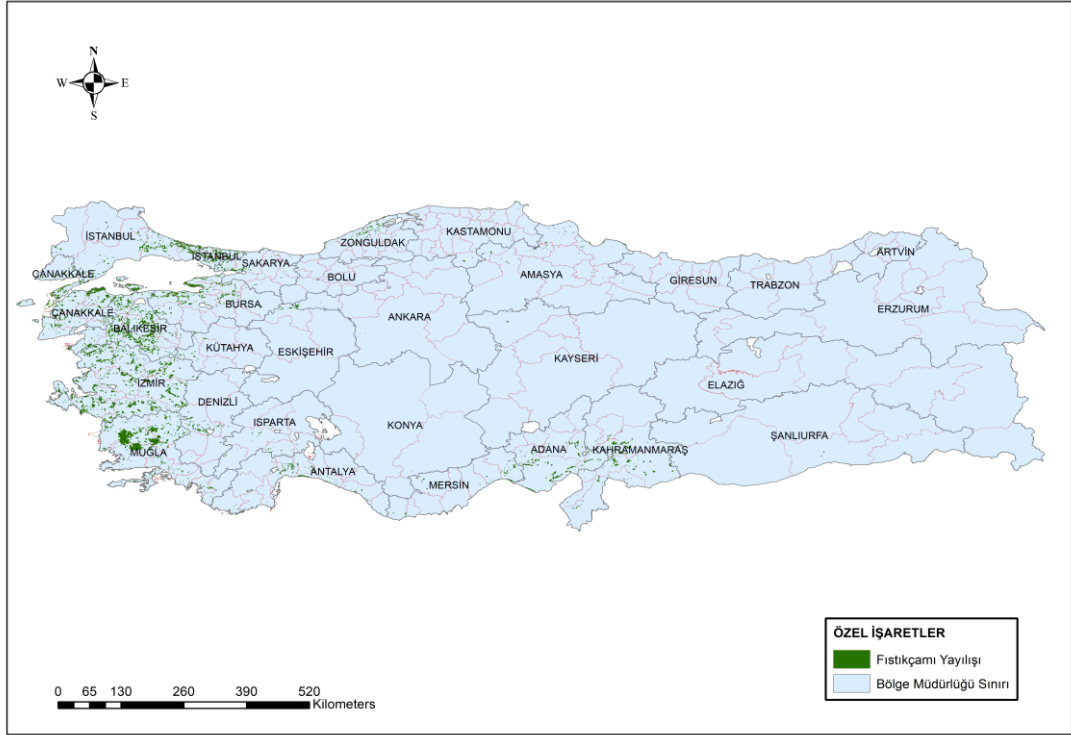 N
W E
S
İSTANBUL
KASTAMONU
ZONGULDAK
İSTANBUL
SAKARYA
ARTVİN
ÇANAKKALE
BOLU
AMASYA
GİRESUN
TRABZON
BURSA
ERZURUM
ÇANAKKALE
ANKARA
BALIKESİR
KÜTAHYA
ESKİŞEHİR
KAYSERİ
İZMİR
ELAZIĞ
DENİZLİ
ISPARTA
KONYA
ŞANLIURFA
MUĞLA
ADANA
KAHRAMANMARAŞ
ANTALYA
MERSİN
ÖZEL İŞARETLER
Fıstıkçamı Yayılışı
Bölge Müdürlüğü Sınırı
0 65 130 260 390 520
Kilometers